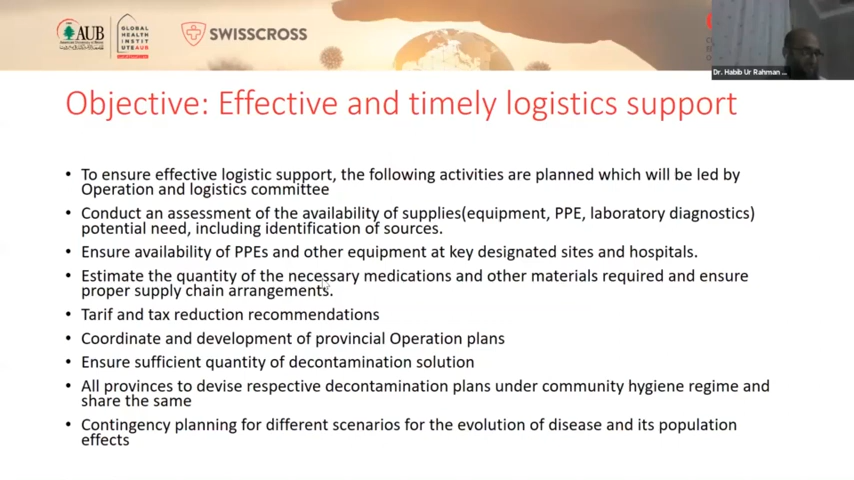 AUB
American University of Beirut
GLOBAL
HEALTH
INSTIT
UTEAUB
SWISSCROSS
Dr. Habib Ur Rahman ...
Objective: Effective and timely logistics support
• To ensure effective logistic support, the following activities are planned which will be led by
Operation and logistics committee
• Conduct an assessment of the availability of supplies(equipment, PPE, laboratory diagnostics)
potential need, including identification of sources.
• Ensure availability of PPEs and other equipment at key designated sites and hospitals.
• Estimate the quantity of the necessary medications and other materials required and ensure
proper supply chain arrangements.
• Tarif and tax reduction recommendations
• Coordinate and development of provincial Operation plans
• Ensure sufficient quantity of decontamination solution
• All provinces to devise respective decontamination plans under community hygiene regime and
share the same
• Contingency planning for different scenarios for the evolution of disease and its population
effects